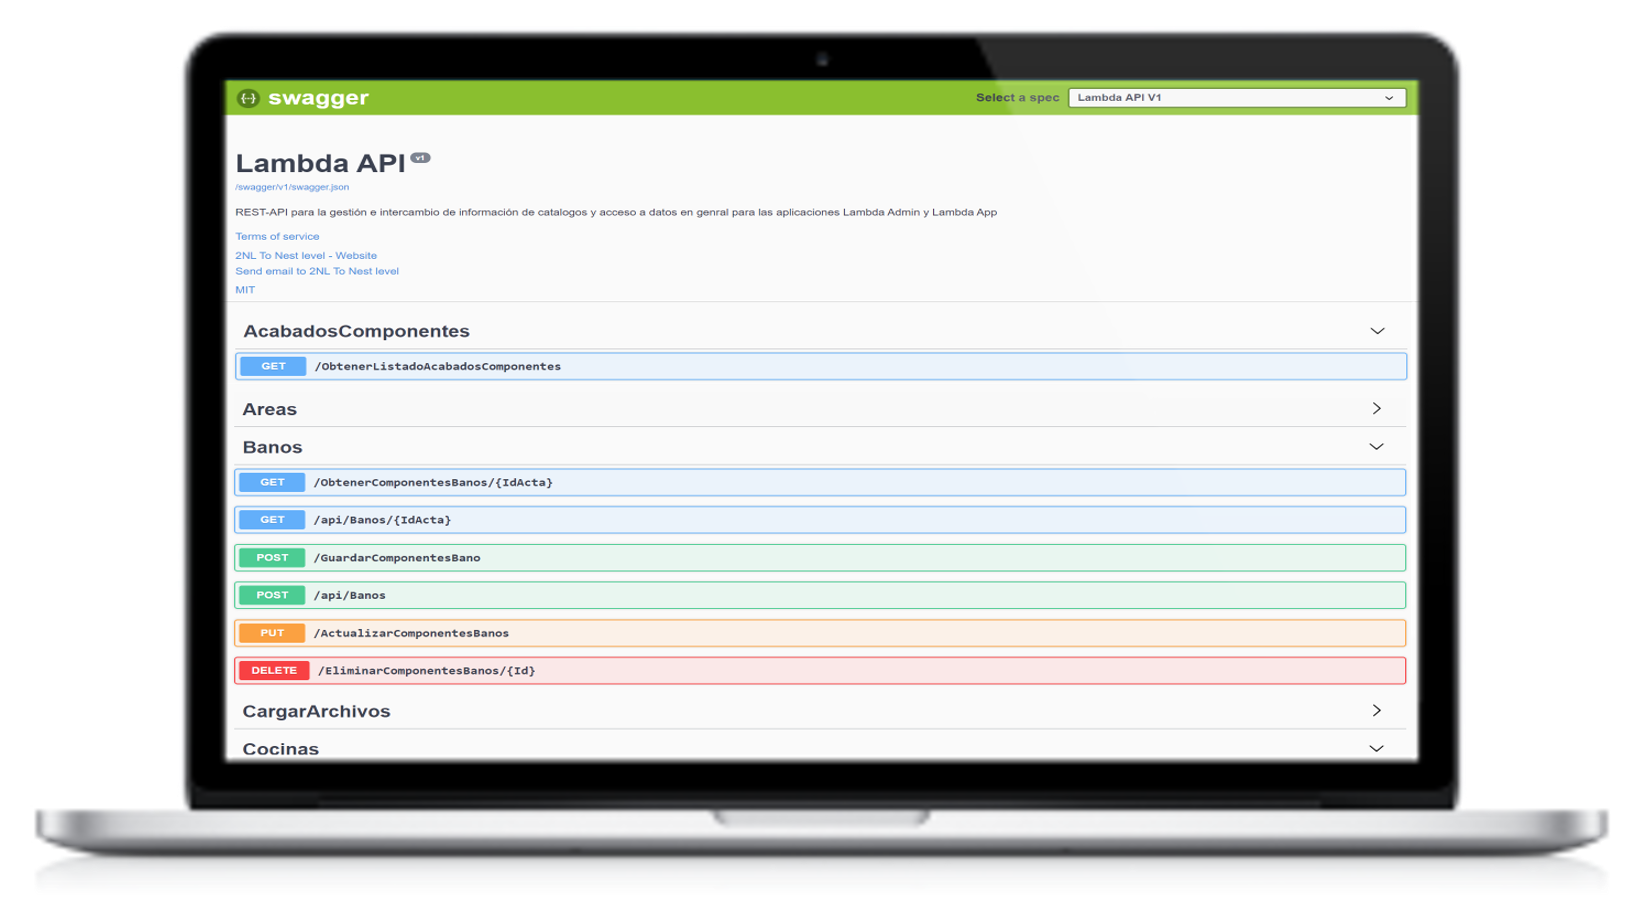 swagger
Select a spec Lambda API V1
Lambda API v1
/swagger/v1/swagger.json
REST-API para la gestión e intercambio de información de catalogos y acceso a datos en genral para las aplicaciones Lambda Admin y Lambda App
Terms of service
2NL To Nest level - Website
Send email to 2NL To Nest level
MIT
AcabadosComponentes
GET /ObtenerListadoAcabadosComponentes
Areas
Banos
GET /ObtenerComponentesBanos/{IdActa}
GET /api/Banos/{IdActa}
POST /GuardarComponentesBano
POST /api/Banos
PUT /ActualizarComponentesBanos
DELETE /EliminarComponentesBanos/{Id}
CargarArchivos
Cocinas